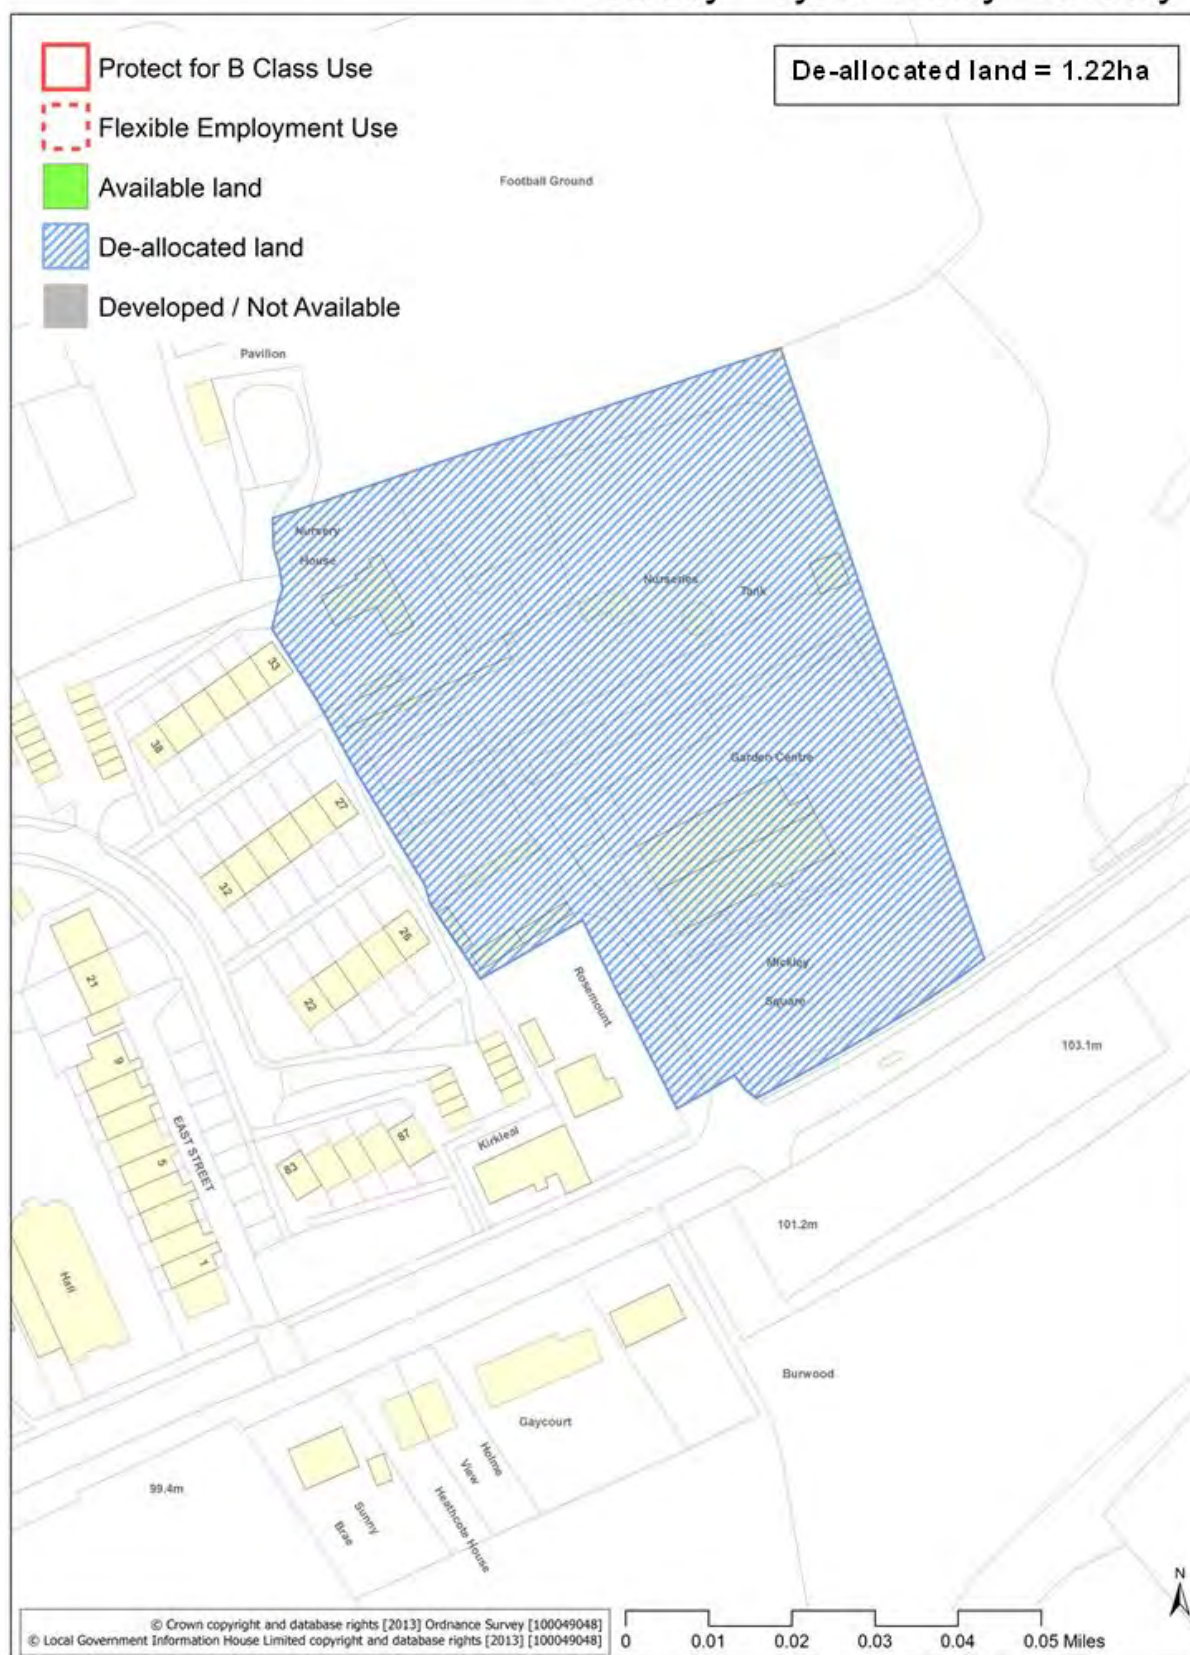 Protect for B Class Use
De-allocated land = 1.22ha
Flexible Employment Use
Available land
De-allocated land
Developed / Not Available
Football Ground
Pavilion
Nursery
House
Nurseries
Tank
33
38
Garden Centre
27
32
26
22
21
Rosemount
Mickley
Square
103.1m
9
EAST STREET
5
1
87
83
Kirkleal
Hall
101.2m
Burwood
Gaycourt
Holme
View
Heathcote House
Sunny
Brae
99.4m
N
© Crown copyright and database rights [2013] Ordnance Survey [100049048]
© Local Government Information House Limited copyright and database rights [2013] [100049048]
0 0.01 0.02 0.03 0.04 0.05 Miles